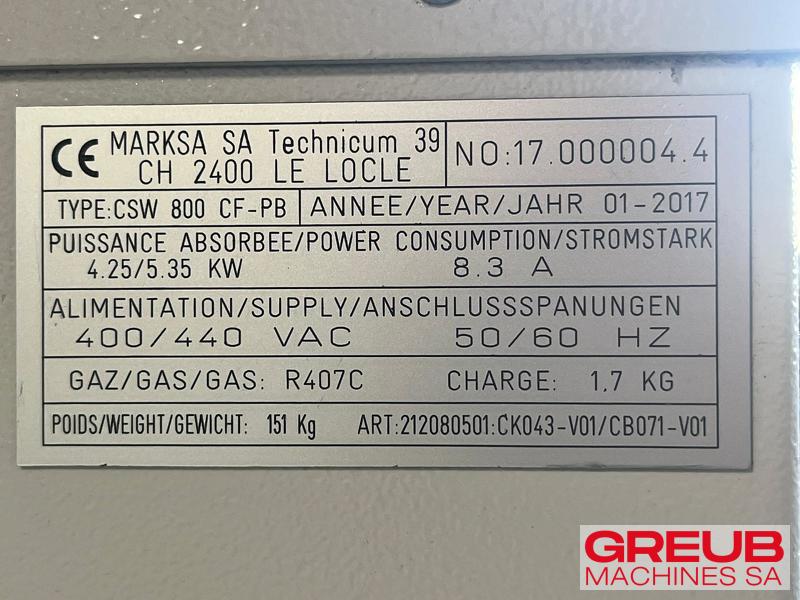 CE MARKSA SA Technicum 39
CH 2400 LE LOCLE
NO:17.000004.4
TYPE:CSW 800 CF-PB
ANNEE/YEAR/JAHR 01-2017
PUISSANCE ABSORBEE/POWER CONSUMPTION/STROMSTARK
4.25/5.35 KW 8.3 A
ALIMENTATION/SUPPLY/ANSCHLUSSSPANUNGEN
400/440 VAC 50/60 HZ
GAZ/GAS/GAS: R407C CHARGE: 1,7 KG
POIDS/WEIGHT/GEWICHT: 151 Kg ART:212080501:CK043-V01/CB071-V01
GREUB
MACHINES SA